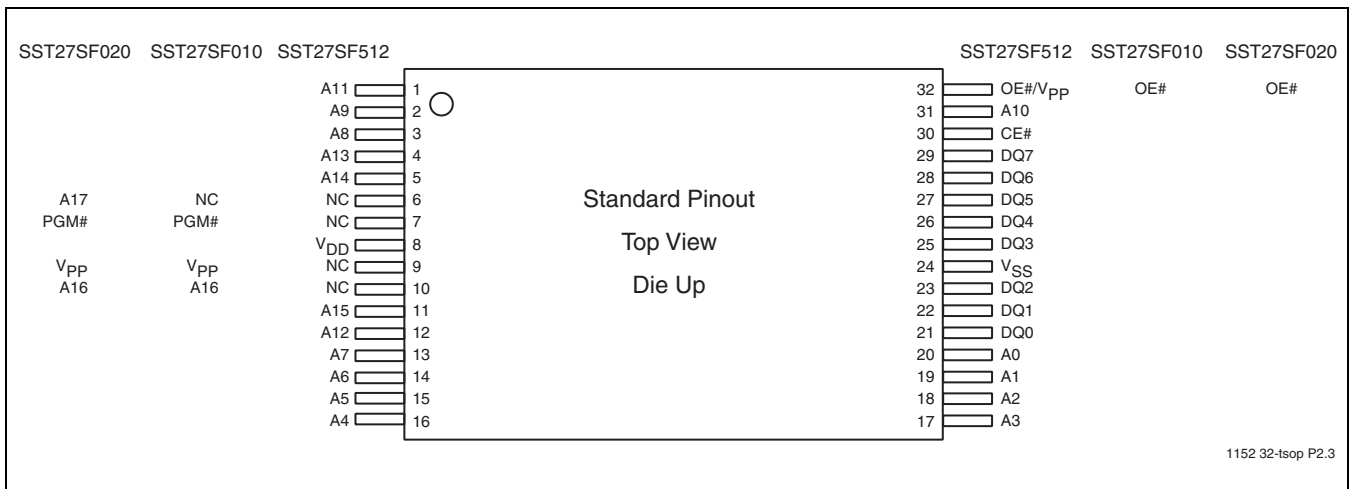 SST27SF020 SST27SF010 SST27SF512 SST27SF512 SST27SF010 SST27SF020
A11 1 32 OE#/VPP OE# OE#
A9 2 31 A10
A8 3 30 CE#
A13 4 29 DQ7
A14 5 28 DQ6
A17 NC NC 6 Standard Pinout 27 DQ5
PGM# PGM# NC 7 26 DQ4
VDD 8 Top View 25 DQ3
VPP VPP NC 9 24 VSS
A16 A16 NC 10 Die Up 23 DQ2
A15 11 22 DQ1
A12 12 21 DQ0
A7 13 20 A0
A6 14 19 A1
A5 15 18 A2
A4 16 17 A3
1152 32-tsop P2.3